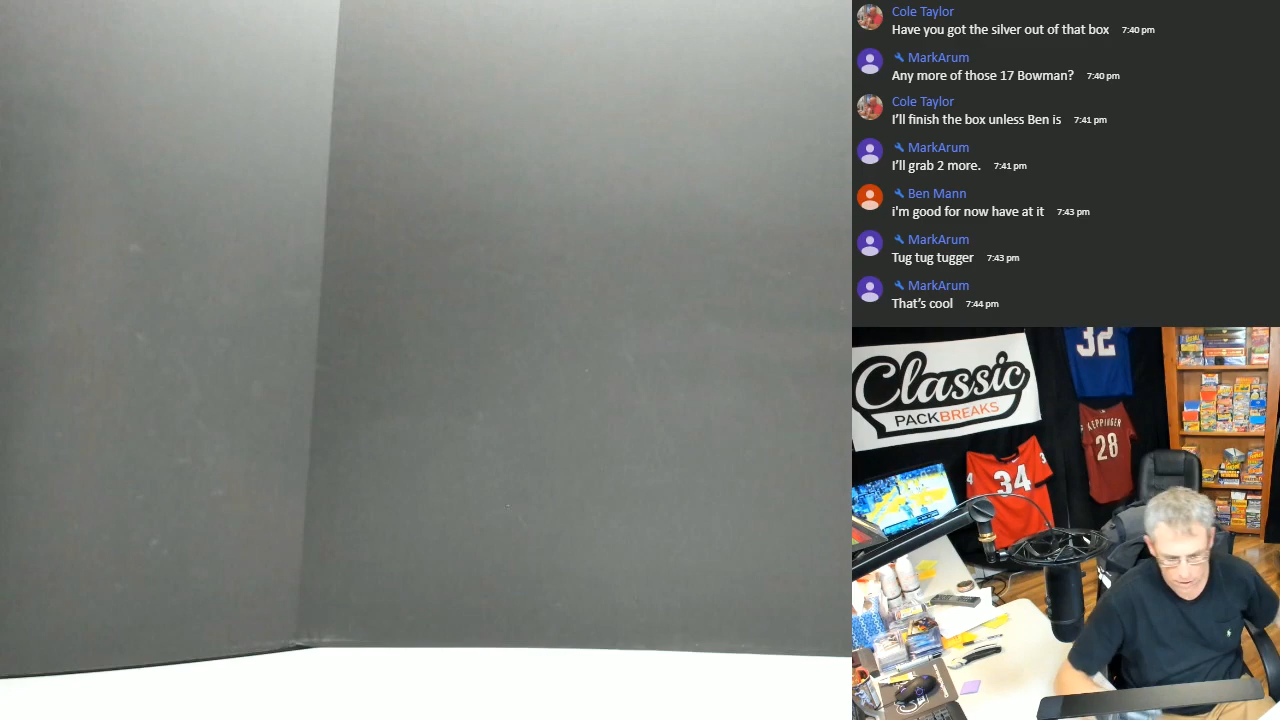 Cole Taylor
Have you got the silver out of that box 7:40 pm
MarkArum
Any more of those 17 Bowman? 7:40 pm
Cole Taylor
I'll finish the box unless Ben is 7:41 pm
MarkArum
I'll grab 2 more. 7:41 pm
Ben Mann
i'm good for now have at it 7:43 pm
MarkArum
Tug tug tugger 7:43 pm
MarkArum
That's cool 7:44 pm
32
Classic
PACKBREAKS
KEPPINGER
28
34